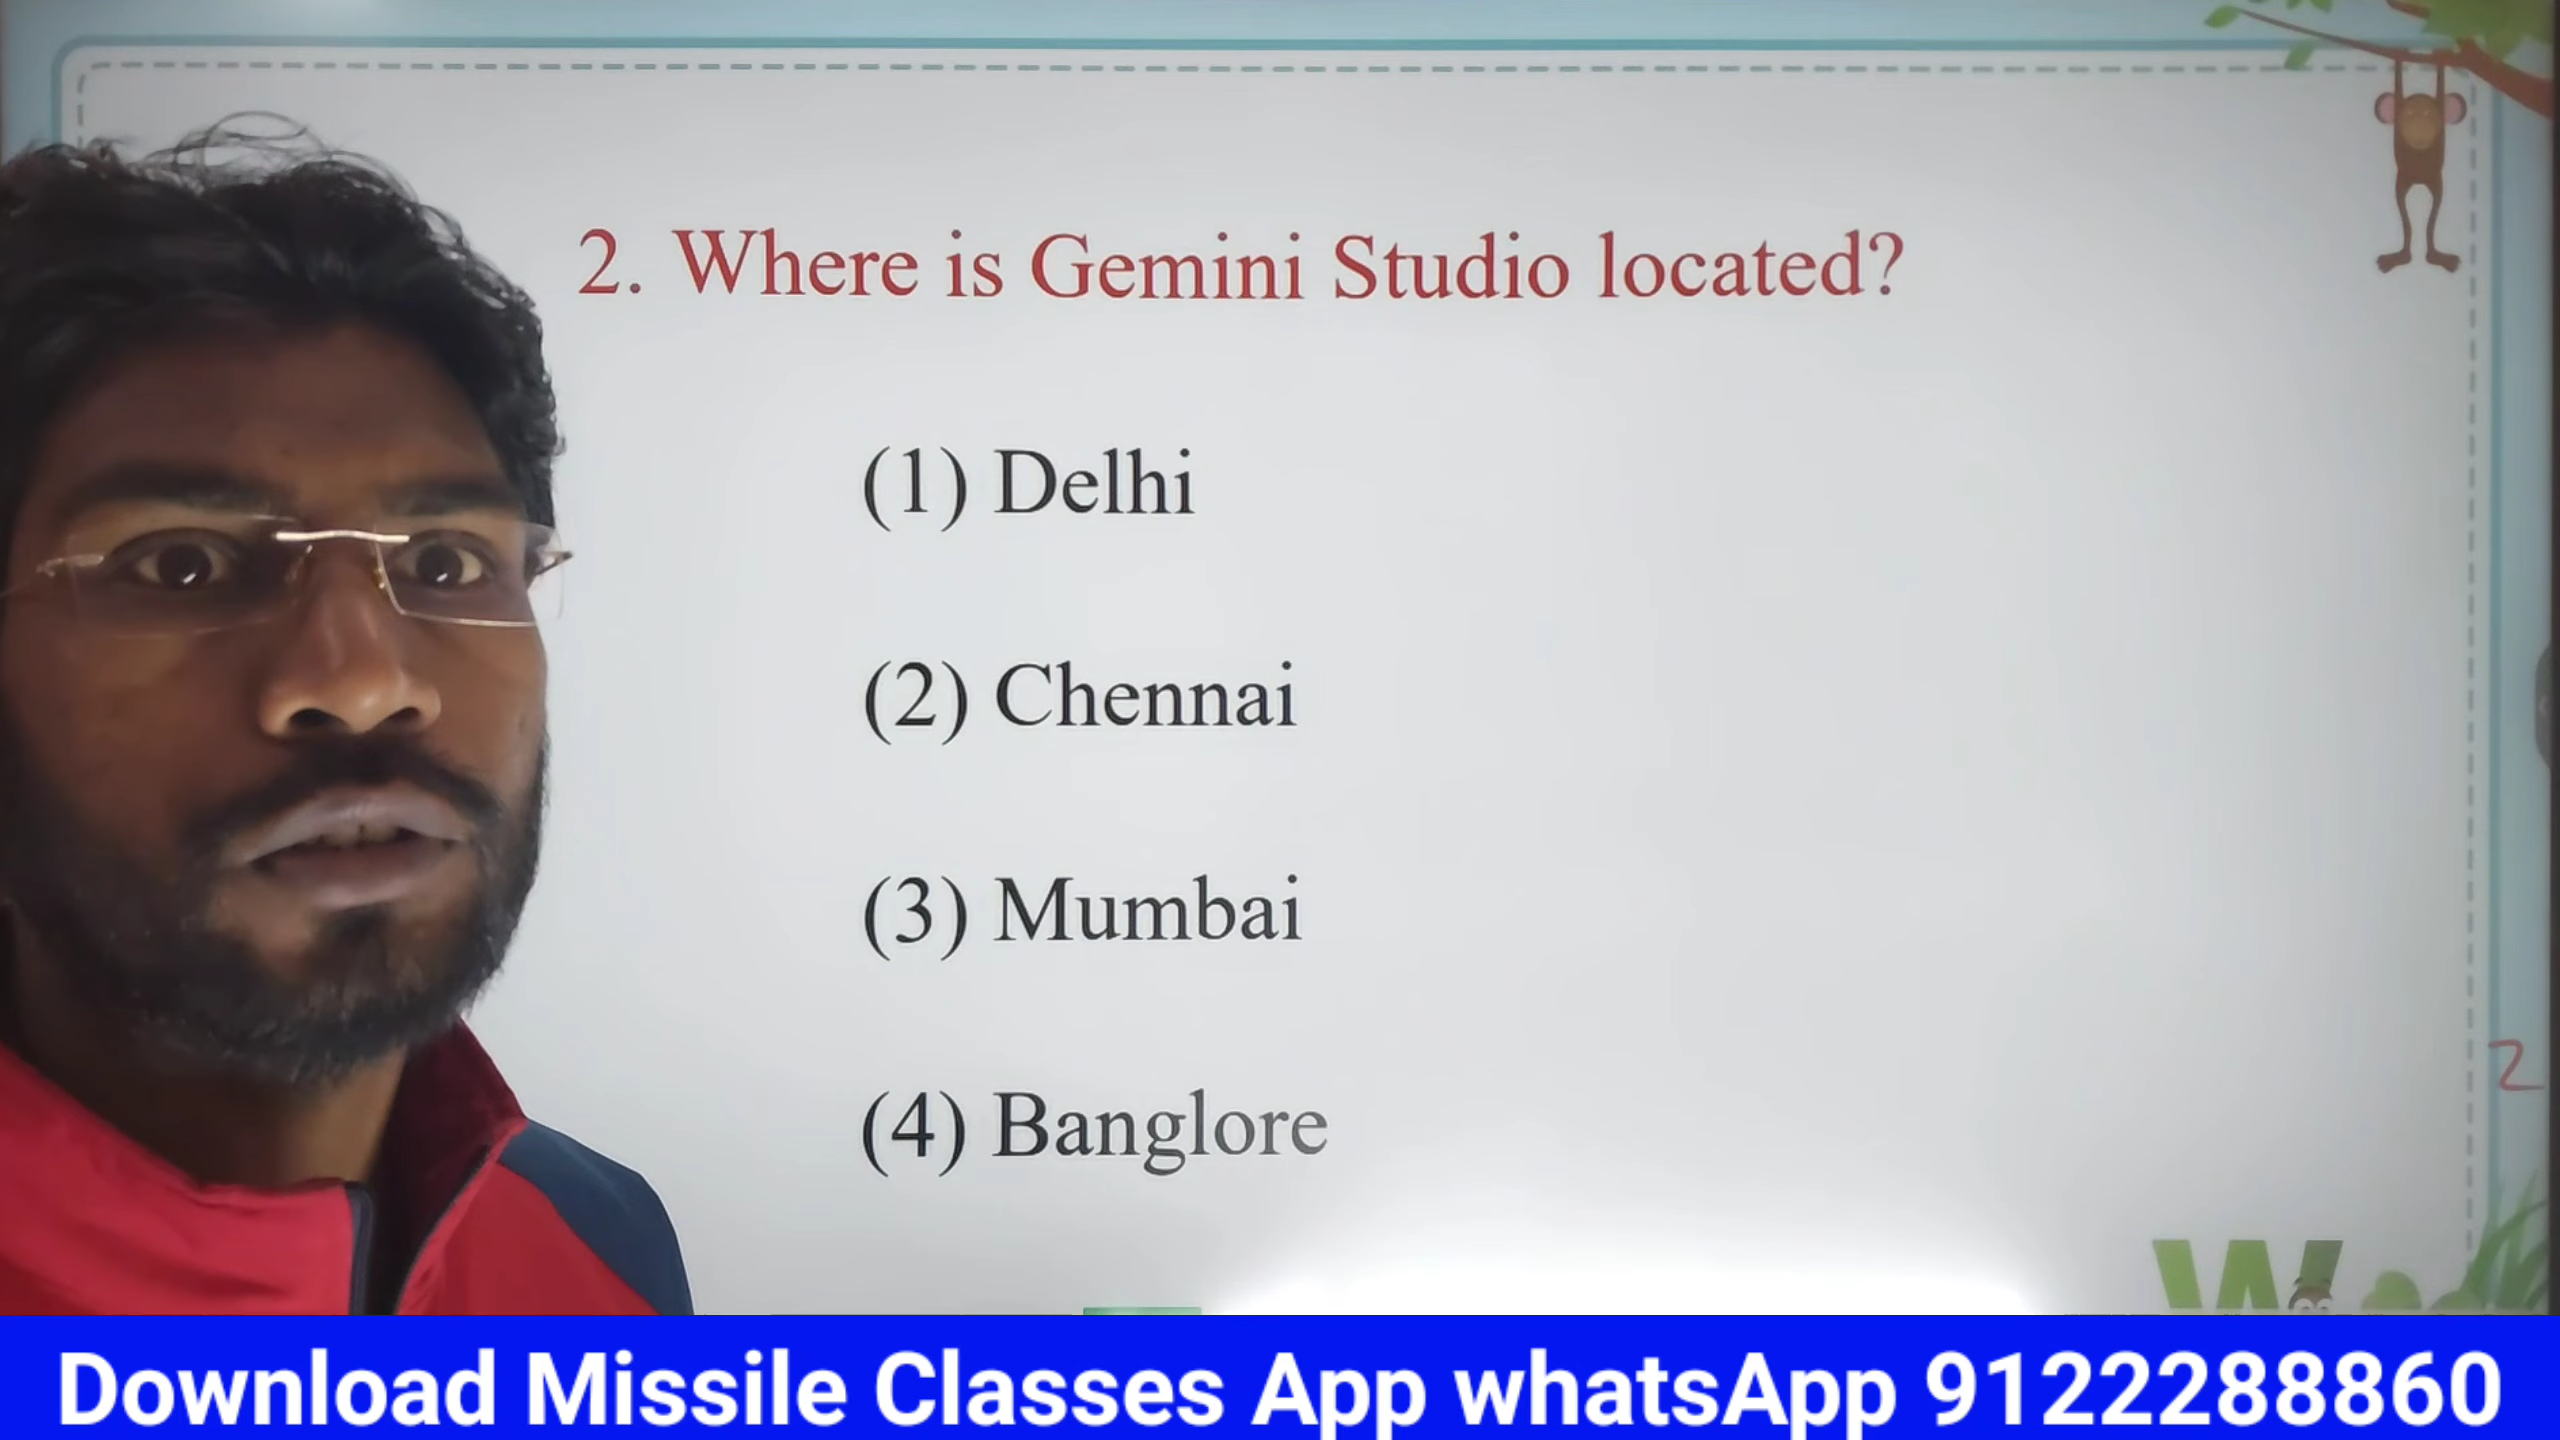 2. Where is Gemini Studio located?
(1) Delhi
(2) Chennai
(3) Mumbai
(4) Banglore
2
W
Download Missile Classes App whatsApp 9122288860